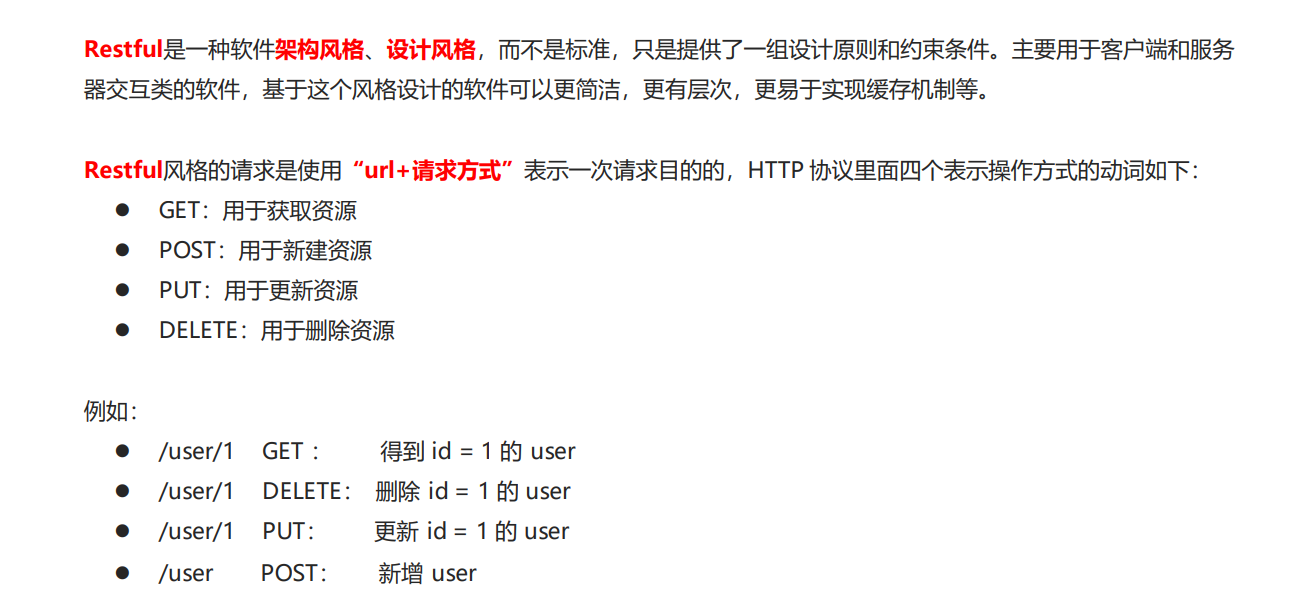 Restful是一种软件架构风格、设计风格，而不是标准，只是提供了一组设计原则和约束条件。主要用于客户端和服务
器交互类的软件，基于这个风格设计的软件可以更简洁，更有层次，更易于实现缓存机制等。
Restful风格的请求是使用“url+请求方式”表示一次请求目的的，HTTP 协议里面四个表示操作方式的动词如下：
● GET：用于获取资源
● POST：用于新建资源
● PUT：用于更新资源
● DELETE：用于删除资源
例如：
● /user/1 GET ： 得到 id = 1 的 user
● /user/1 DELETE： 删除 id = 1 的 user
● /user/1 PUT： 更新 id = 1 的 user
● /user POST： 新增 user